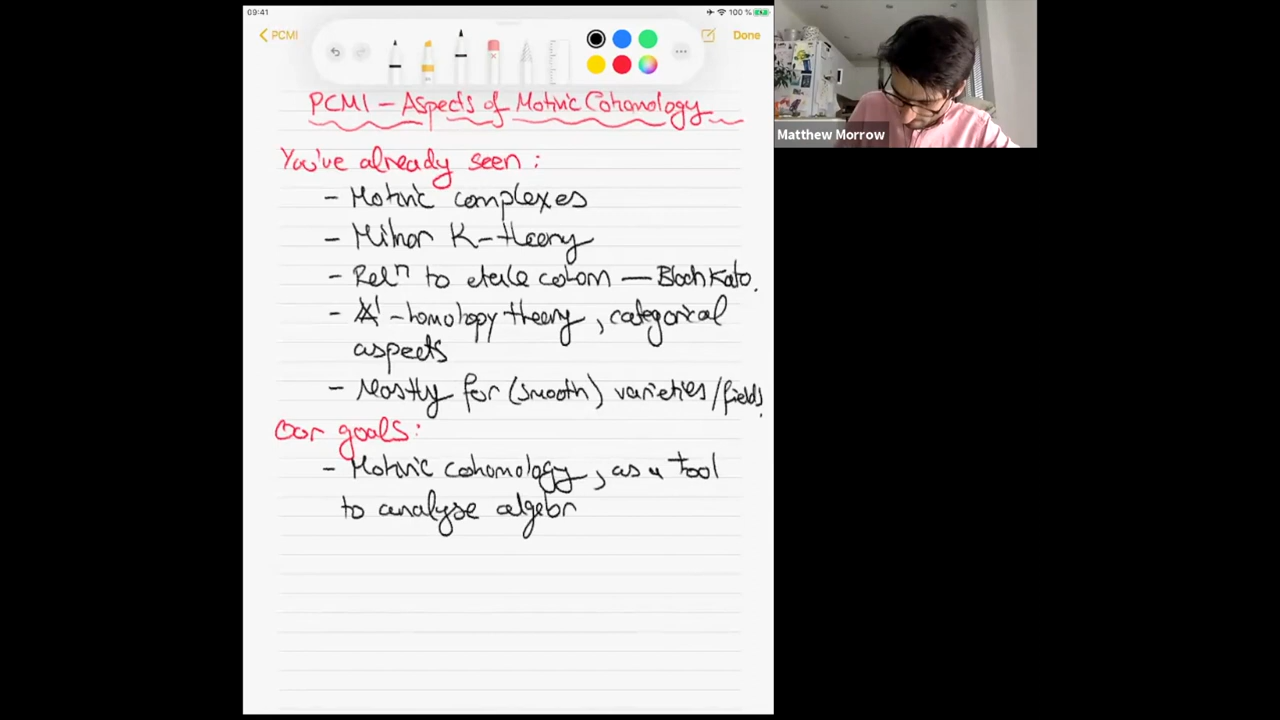 09:41
100 %
PCMI
Done
PCMI - Aspects of Motivic Cohomology
You've already seen :
- Motivic complexes
- Milnor K-theory
- Relⁿ to etale cohom — Bloch Kato.
- A¹-homotopy theory, categorical
aspects
- Mostly for (smooth) varieties/fields.
Our goals:
- Motivic cohomology, as a tool
to analyse algebr
Matthew Morrow